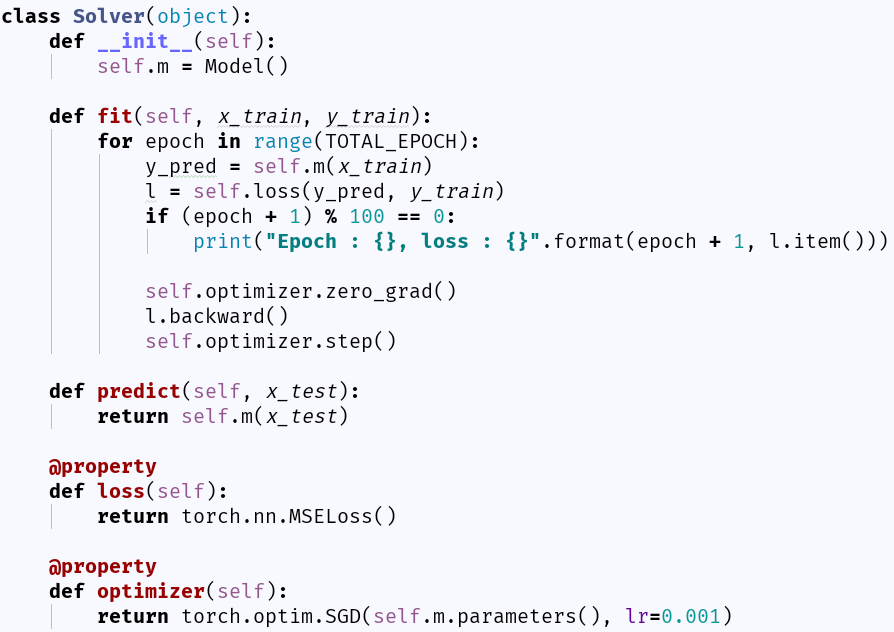 class Solver(object):
    def __init__(self):
        self.m = Model()

    def fit(self, x_train, y_train):
        for epoch in range(TOTAL_EPOCH):
            y_pred = self.m(x_train)
            l = self.loss(y_pred, y_train)
            if (epoch + 1) % 100 == 0:
                print("Epoch : {}, loss : {}".format(epoch + 1, l.item()))

            self.optimizer.zero_grad()
            l.backward()
            self.optimizer.step()

    def predict(self, x_test):
        return self.m(x_test)

    @property
    def loss(self):
        return torch.nn.MSELoss()

    @property
    def optimizer(self):
        return torch.optim.SGD(self.m.parameters(), lr=0.001)